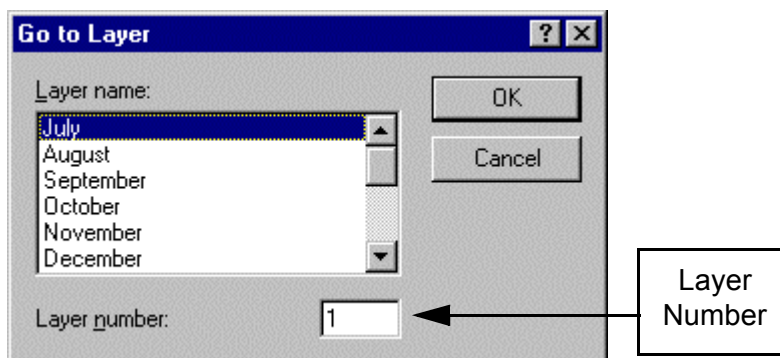 Go to Layer
Layer name:
July
August
September
October
November
December
OK
Cancel
Layer number:
1
Layer
Number